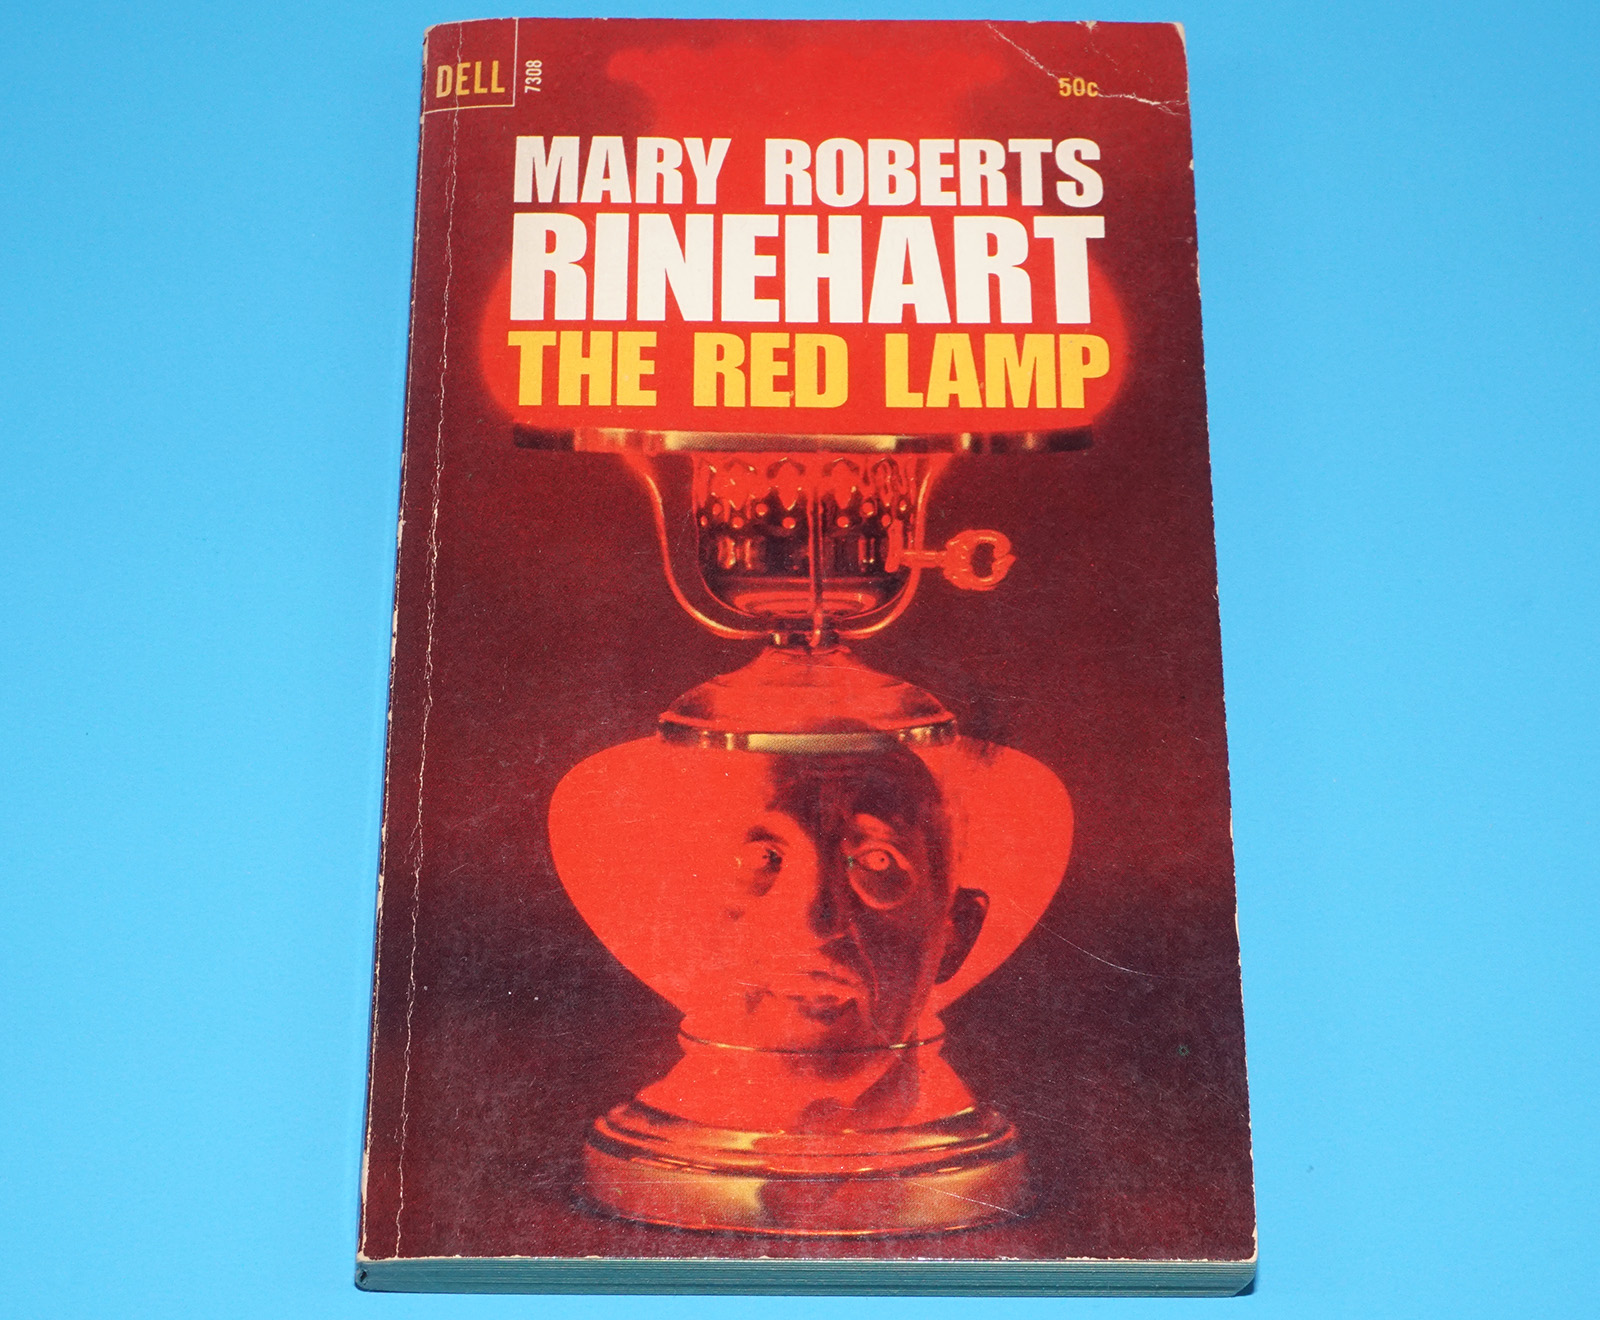 DELL
7308
50c
MARY ROBERTS
RINEHART
THE RED LAMP